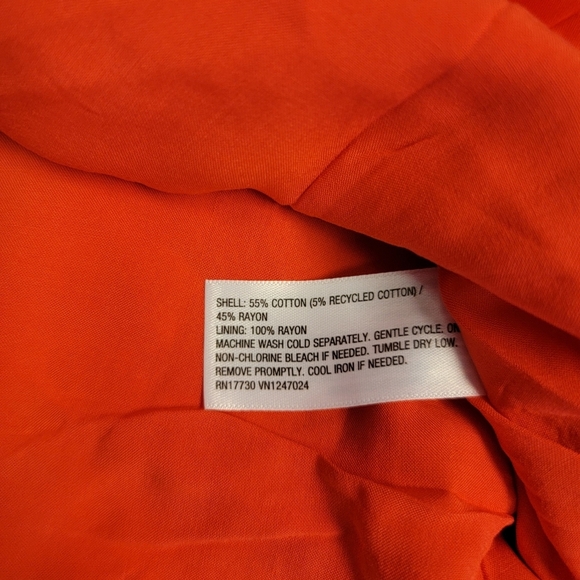 SHELL: 55% COTTON (5% RECYCLED COTTON) /
45% RAYON
LINING: 100% RAYON
MACHINE WASH COLD SEPARATELY. GENTLE CYCLE.
NON-CHLORINE BLEACH IF NEEDED. TUMBLE DRY LOW.
REMOVE PROMPTLY. COOL IRON IF NEEDED.
RN17730 VN1247024